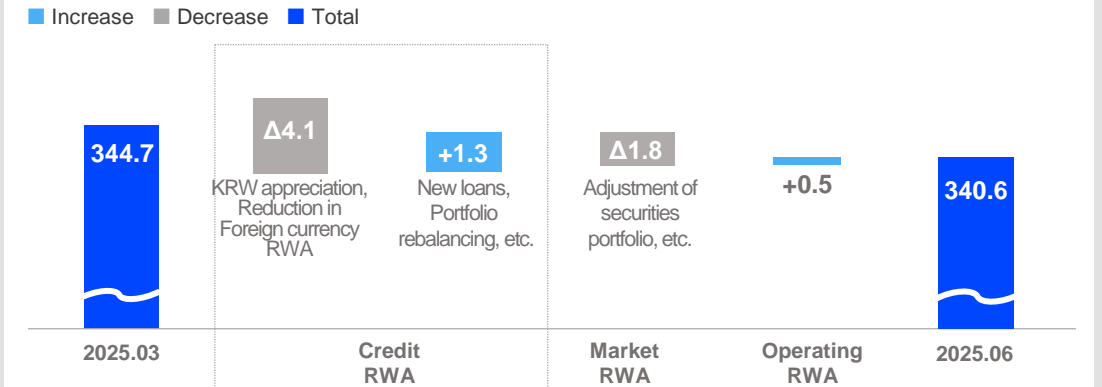 Increase Decrease Total
344.7
Δ4.1
KRW appreciation,
Reduction in
Foreign currency
RWA
+1.3
New loans,
Portfolio
rebalancing, etc.
Δ1.8
Adjustment of
securities
portfolio, etc.
+0.5
340.6
2025.03
Credit
RWA
Market
RWA
Operating
RWA
2025.06